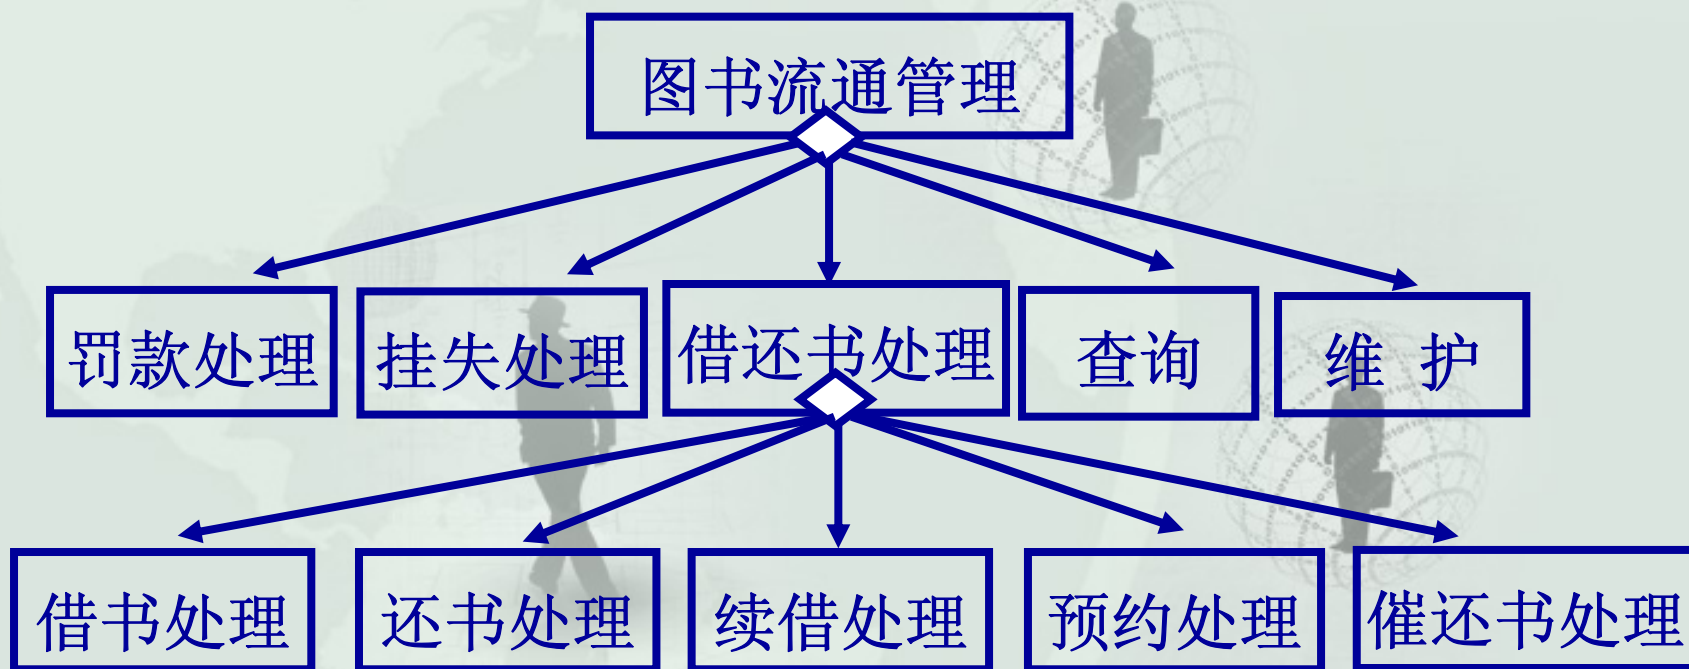 图书流通管理
罚款处理
挂失处理
借还书处理
查询
维 护
借书处理
还书处理
续借处理
预约处理
催还书处理